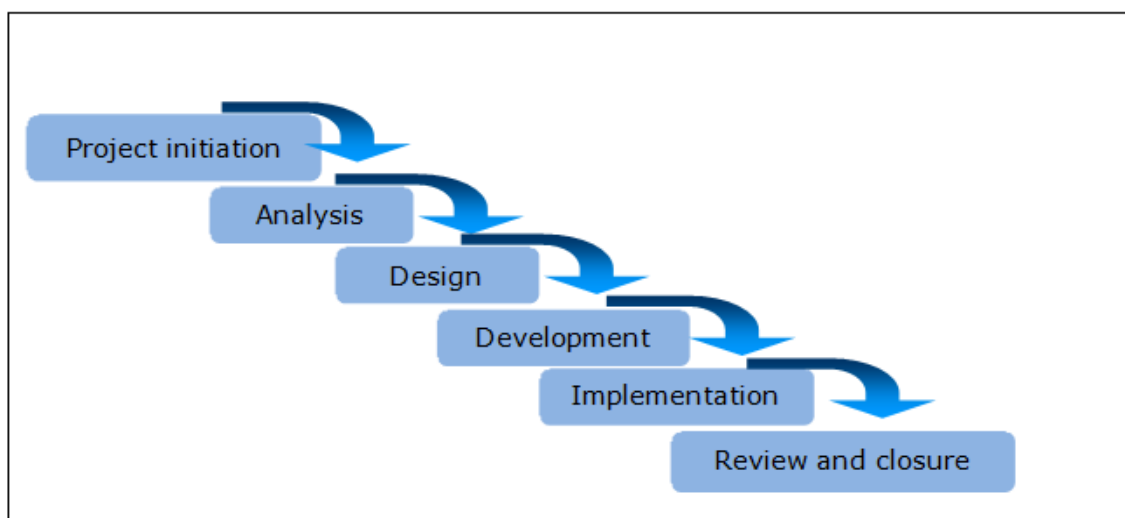 Project initiation
Analysis
Design
Development
Implementation
Review and closure